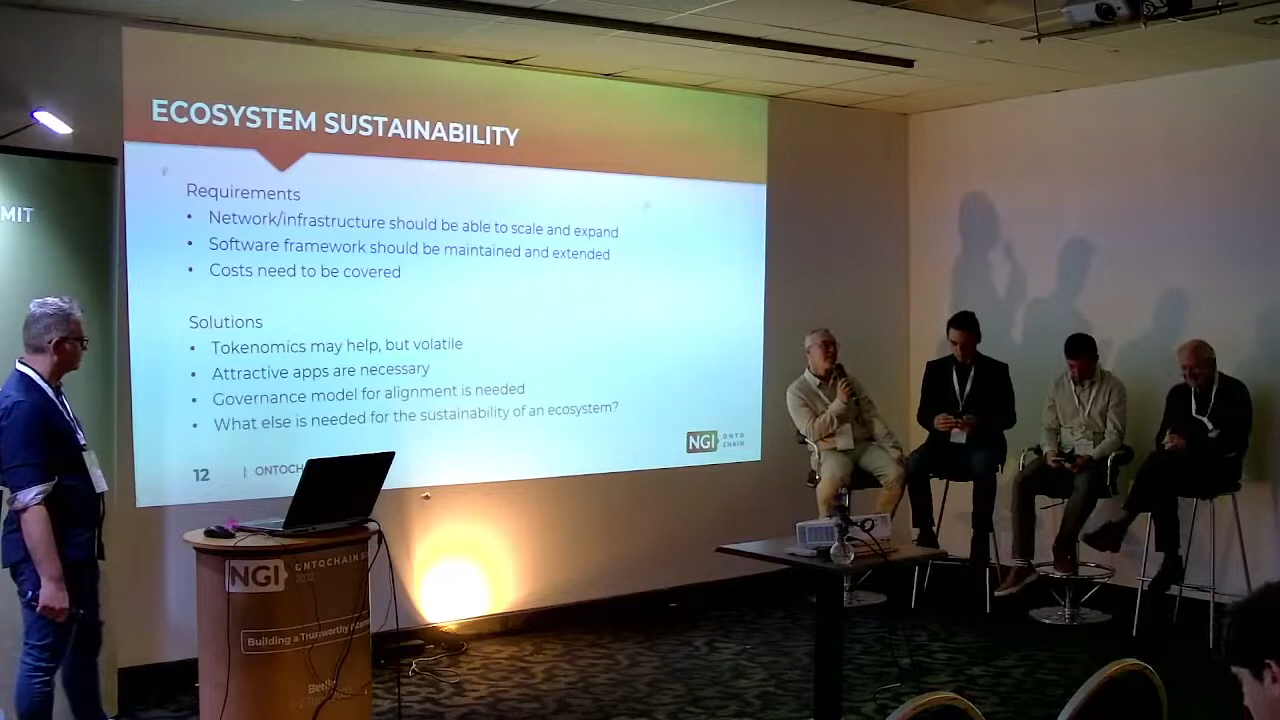 MIT
ECOSYSTEM SUSTAINABILITY
Requirements
• Network/infrastructure should be able to scale and expand
• Software framework should be maintained and extended
• Costs need to be covered
Solutions
• Tokenomics may help, but volatile
• Attractive apps are necessary
• Governance model for alignment is needed
• What else is needed for the sustainability of an ecosystem?
NGI ONTO
CHAIN
12 | ONTOCH
NGI ONTOCHAIN S
2022
Building a Trustworthy
Berlin